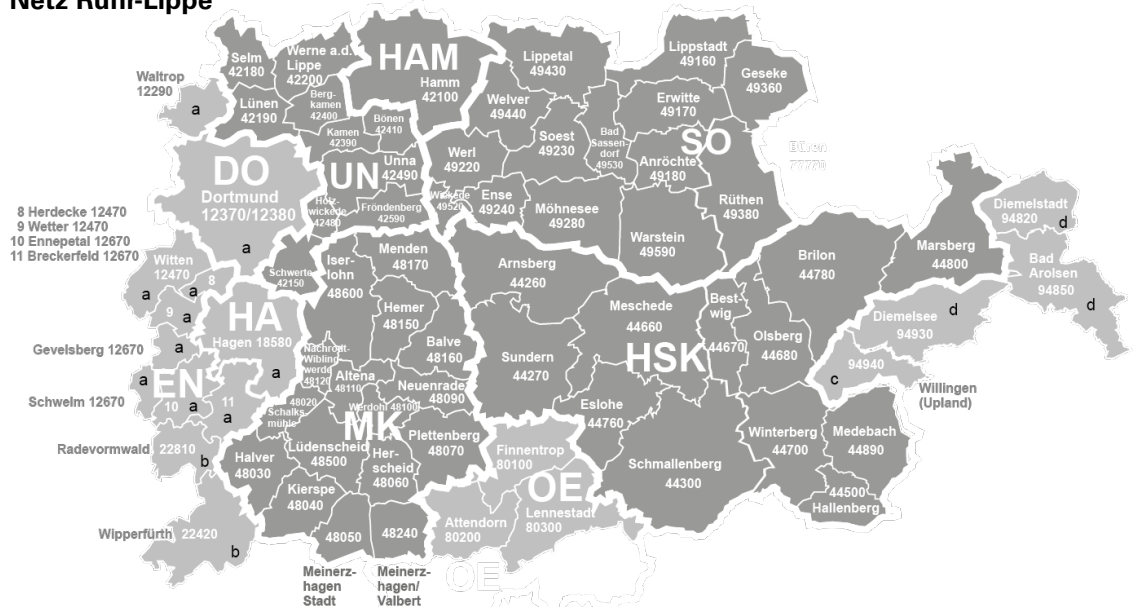 Netz Ruhr-Lippe
Waltrop
12290
a
Selm
42180
Werne a.d.
Lippe
42200
HAM
Hamm
42100
Lünen
42190
Berg-
kamen
42400
Bönen
42410
Kamen
42390
UN
Unna
42490
Holz-
wickede
42480
Fröndenberg
42590
Schwerte
42150
DO
Dortmund
12370/12380
a
Lippetal
49430
Lippstadt
49160
Geseke
49360
Welver
49440
Erwitte
49170
Soest
49230
Bad
Sassen-
dorf
49530
SO
Anröchte
49180
Werl
49220
Wickede
49520
Ense
49240
Möhnesee
49280
Warstein
49590
Rüthen
49380
Büren
8 Herdecke 12470
9 Wetter 12470
10 Ennepetal 12670
11 Breckerfeld 12670
Witten
12470
a
8
a
9
a
Gevelsberg 12670
a
HA
Hagen 18580
a
EN
a
Schwelm 12670
10
a
11
a
Radevormwald
22810
b
Wipperfürth
22420
b
Iser-
lohn
48600
Menden
48170
Hemer
48150
Balve
48160
Nachrodt-
Wibling
werde
48120
Altena
48110
Neuenrade
48090
48020
Schalks
mühle
Werdohl 48100
MK
Plettenberg
48070
Lüdenscheid
48500
Her-
scheid
48060
Halver
48030
Kierspe
48040
48050
48240
Meinerz-
hagen
Stadt
Meinerz-
hagen/
Valbert
Arnsberg
44260
Sundern
44270
Meschede
44660
HSK
Best-
wig
44670
Olsberg
44680
Brilon
44780
Marsberg
44800
Eslohe
44760
Schmallenberg
44300
Winterberg
44700
Medebach
44890
44500
Hallenberg
Finnentrop
80100
OE
Attendorn
80200
Lennestadt
80300
OE
Diemelstadt
94820
d
Bad
Arolsen
94850
d
Diemelsee
94930
d
94940
c
Willingen
(Upland)